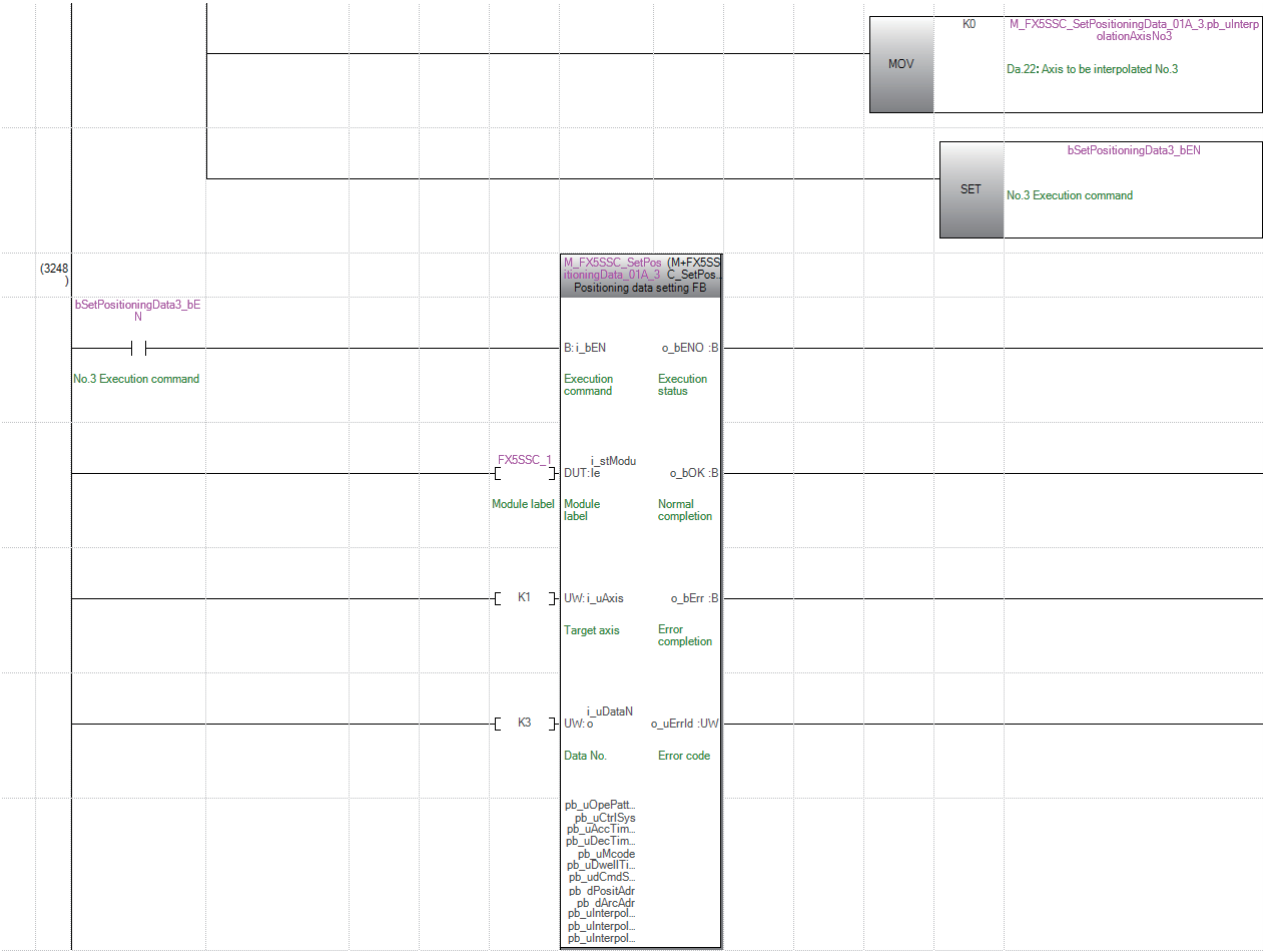 MOV
K0
M_FX5SSC_SetPositioningData_01A_3.pb_uInterp
olationAxisNo3
Da.22: Axis to be interpolated No.3
SET
bSetPositioningData3_bEN
No.3 Execution command
(3248
)
M_FX5SSC_SetPos (M+FX5SS
itioningData_01A_3 C_SetPos...
Positioning data setting FB
bSetPositioningData3_bE
N
No.3 Execution command
B: i_bEN
o_bENO :B
Execution
command
Execution
status
FX5SSC_1
Module label
i_stModu
DUT: le
o_bOK :B
Module
label
Normal
completion
K1
UW: i_uAxis
o_bErr :B
Target axis
Error
completion
K3
i_uDataN
UW: o
o_uErrId :UW
Data No.
Error code
pb_uOpePatt...
pb_uCtrlSys
pb_uAccTim...
pb_uDecTim...
pb_uMcode
pb_uDwellTi...
pb_udCmdS...
pb_dPositAdr
pb_dArcAdr
pb_uInterpol...
pb_uInterpol...
pb_uInterpol...